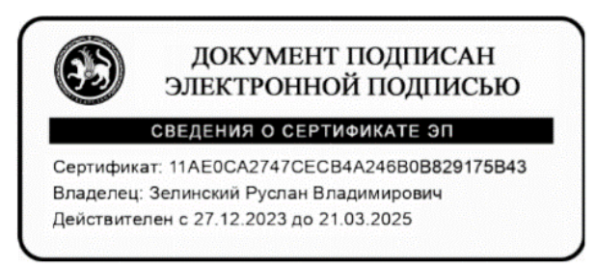 ДОКУМЕНТ ПОДПИСАН
ЭЛЕКТРОННОЙ ПОДПИСЬЮ
СВЕДЕНИЯ О СЕРТИФИКАТЕ ЭП
Сертификат: 11AE0CA2747CECB4A246B0B829175B43
Владелец: Зелинский Руслан Владимирович
Действителен с 27.12.2023 до 21.03.2025